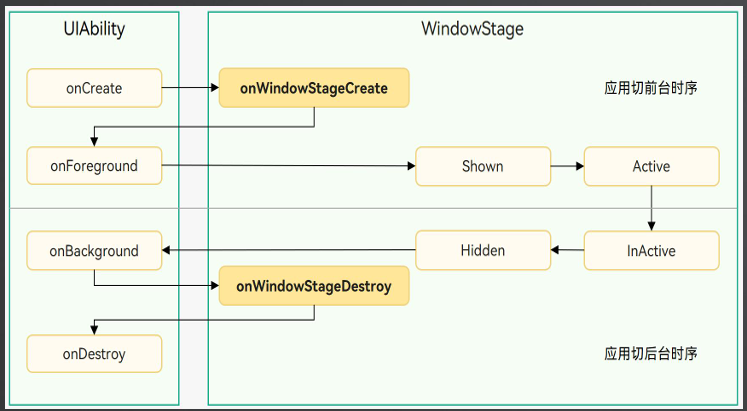 UIAbility
WindowStage
onCreate
onWindowStageCreate
应用切前台时序
onForeground
Shown
Active
onBackground
Hidden
InActive
onWindowStageDestroy
onDestroy
应用切后台时序